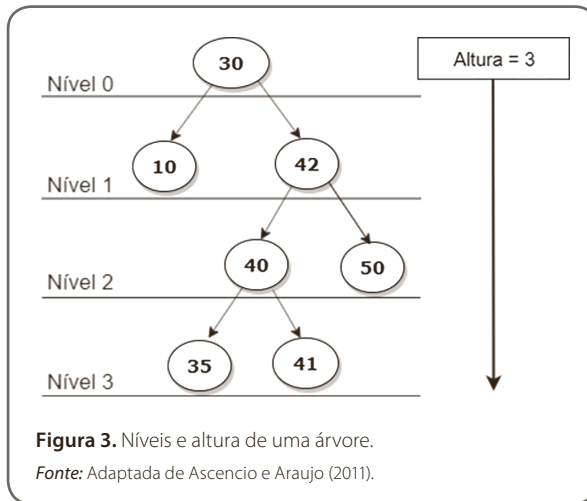 30
Altura = 3
Nível 0
10
42
Nível 1
40
50
Nível 2
35
41
Nível 3
Figura 3. Níveis e altura de uma árvore.
Fonte: Adaptada de Ascencio e Araujo (2011).